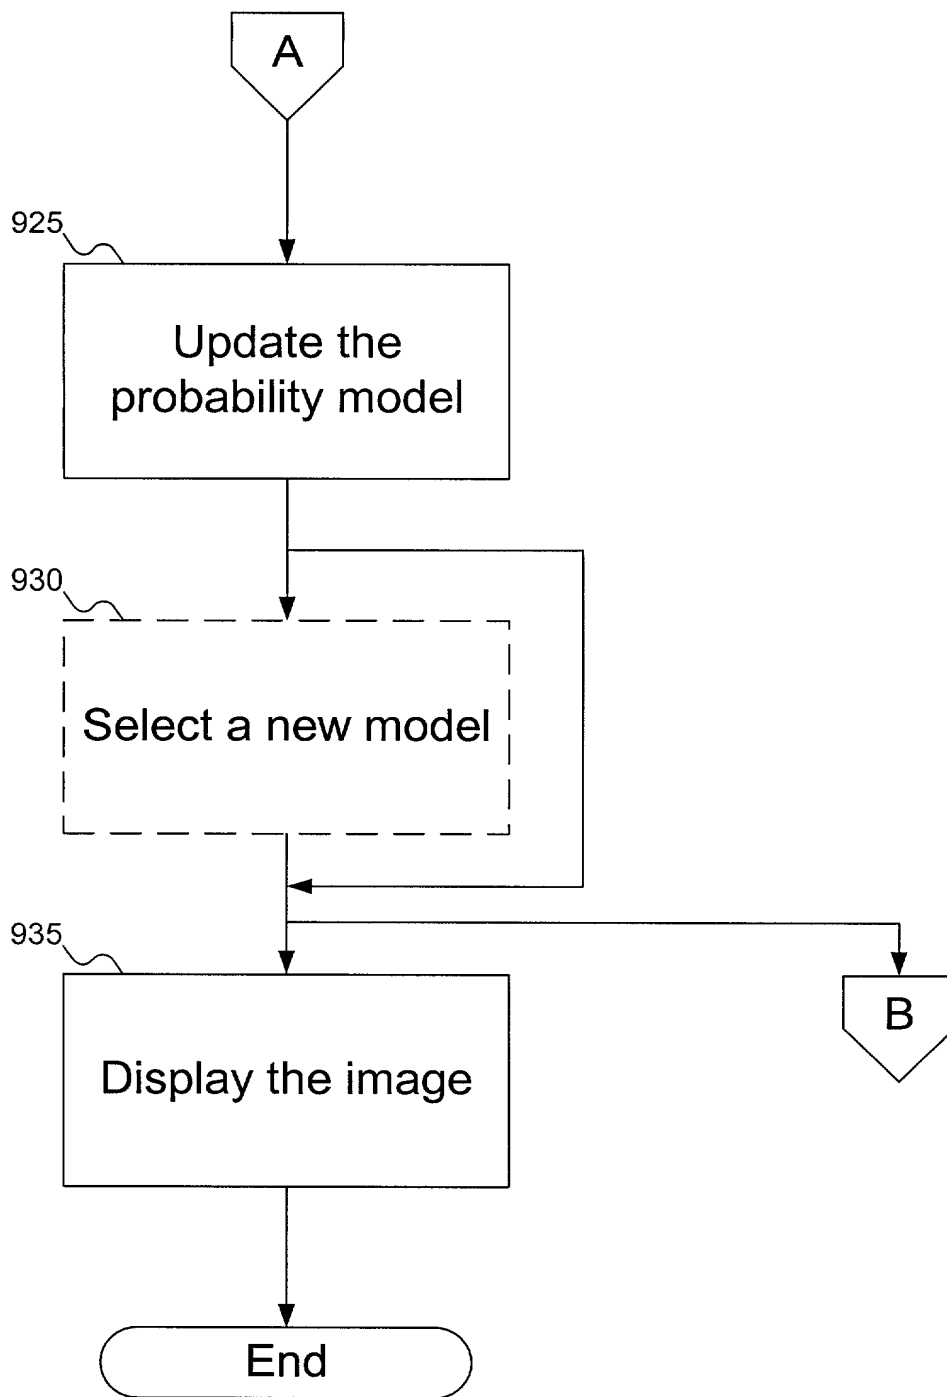 A
925
Update the
probability model
930
Select a new model
935
B
Display the image
End